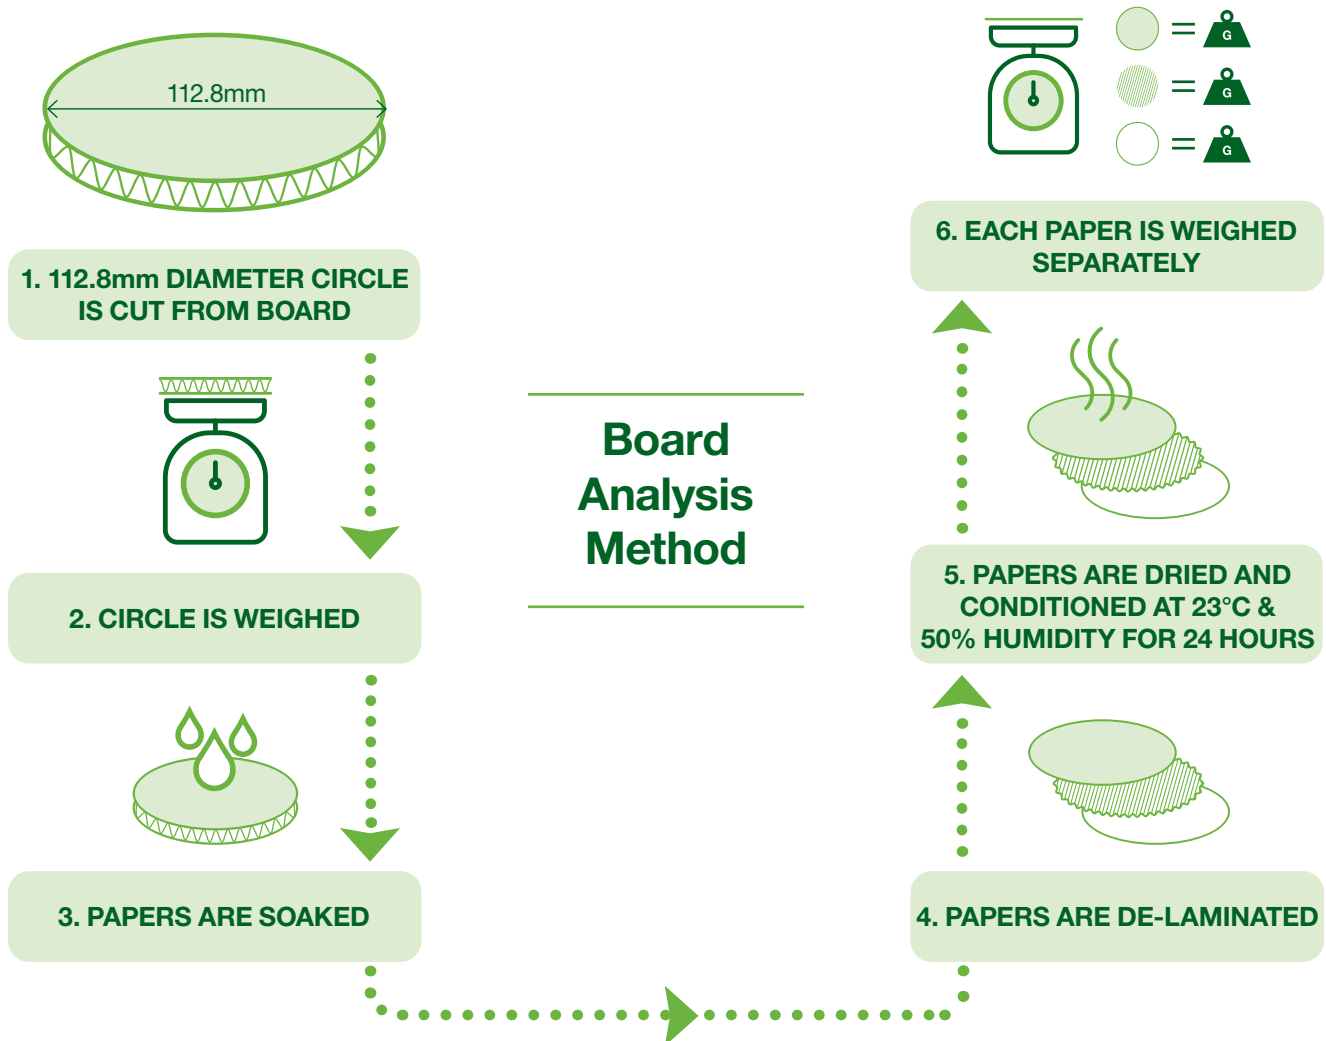 112.8mm
1. 112.8mm DIAMETER CIRCLE
IS CUT FROM BOARD
2. CIRCLE IS WEIGHED
3. PAPERS ARE SOAKED
Board
Analysis
Method
4. PAPERS ARE DE-LAMINATED
5. PAPERS ARE DRIED AND
CONDITIONED AT 23°C &
50% HUMIDITY FOR 24 HOURS
6. EACH PAPER IS WEIGHED
SEPARATELY
= G
= G
= G